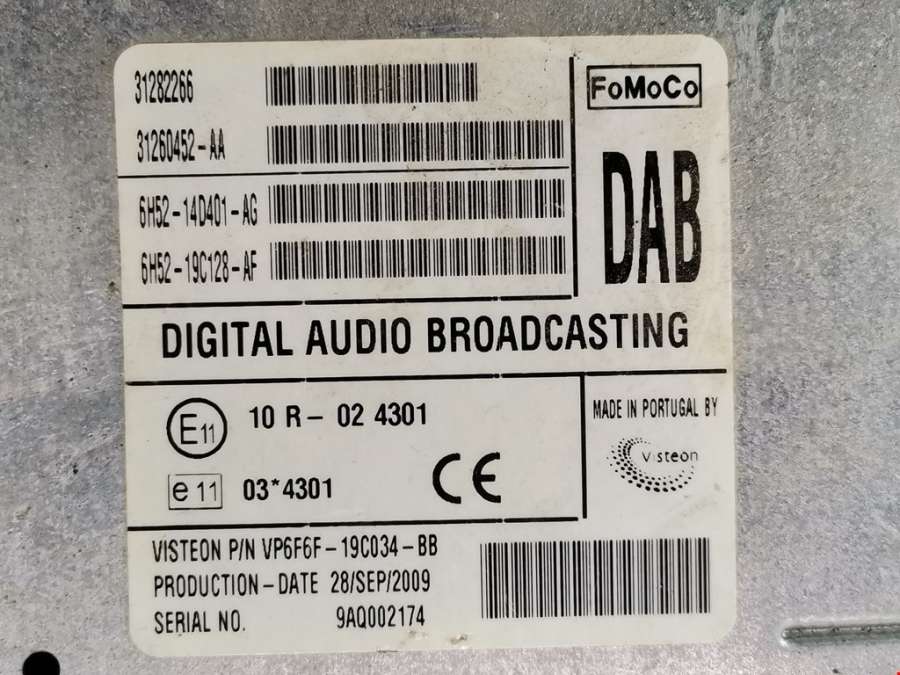 31282266
FoMoCo
31260452-AA
DAB
6H52-14D401-AG
6H52-19C128-AF
DIGITAL AUDIO BROADCASTING
E11 10 R- 02 4301
MADE IN PORTUGAL BY
Visteon
e 11 03*4301
CE
VISTEON P/N VP6F6F-19C034-BB
PRODUCTION-DATE 28/SEP/2009
SERIAL NO. 9AQ002174